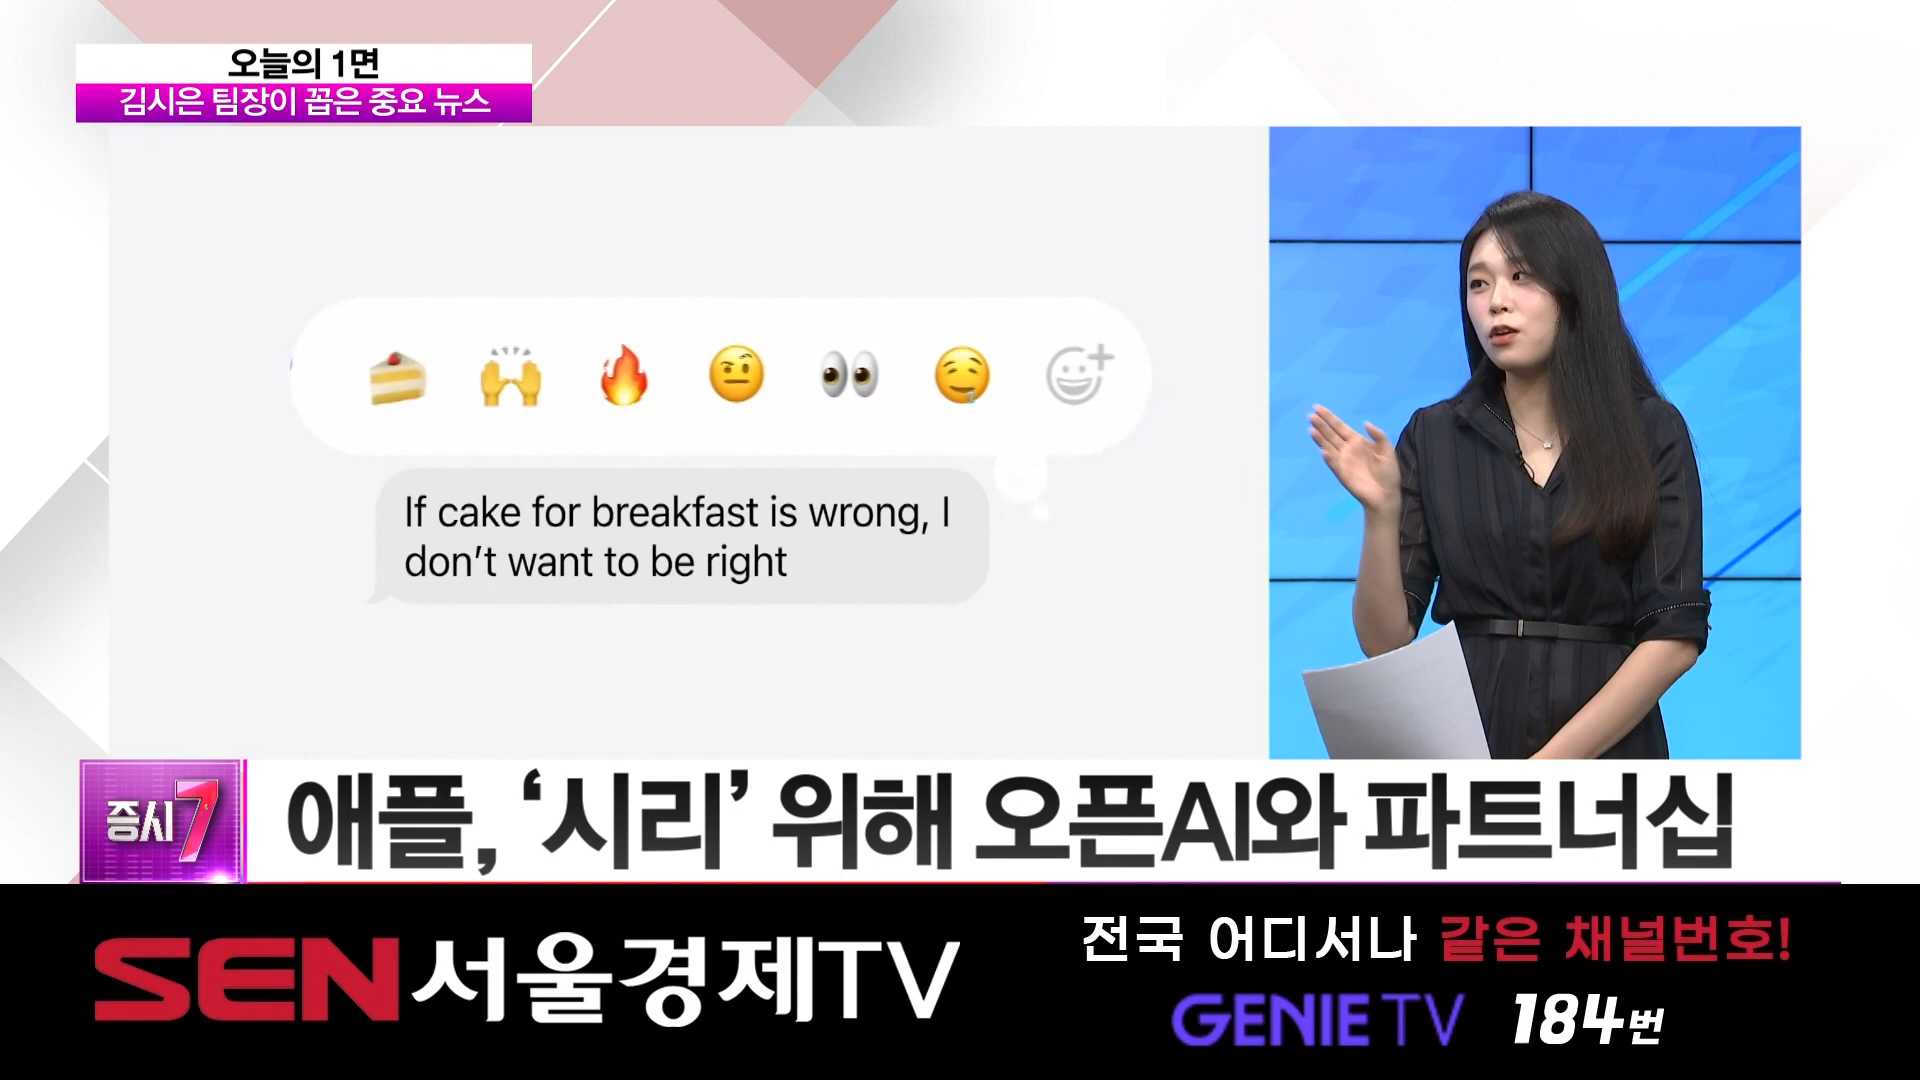 오늘의 1면
김시은 팀장이 꼽은 중요 뉴스
If cake for breakfast is wrong, I
don't want to be right
증시7
애플, ‘시리’ 위해 오픈AI와 파트너십
SEN서울경제TV
전국 어디서나 같은 채널번호!
GENIE TV 184번